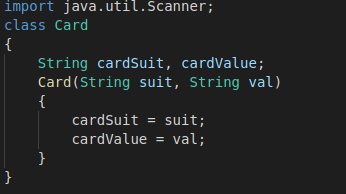 import java.util.Scanner;
class Card
{
    String cardSuit, cardValue;
    Card(String suit, String val)
    {
        cardSuit = suit;
        cardValue = val;
    }
}